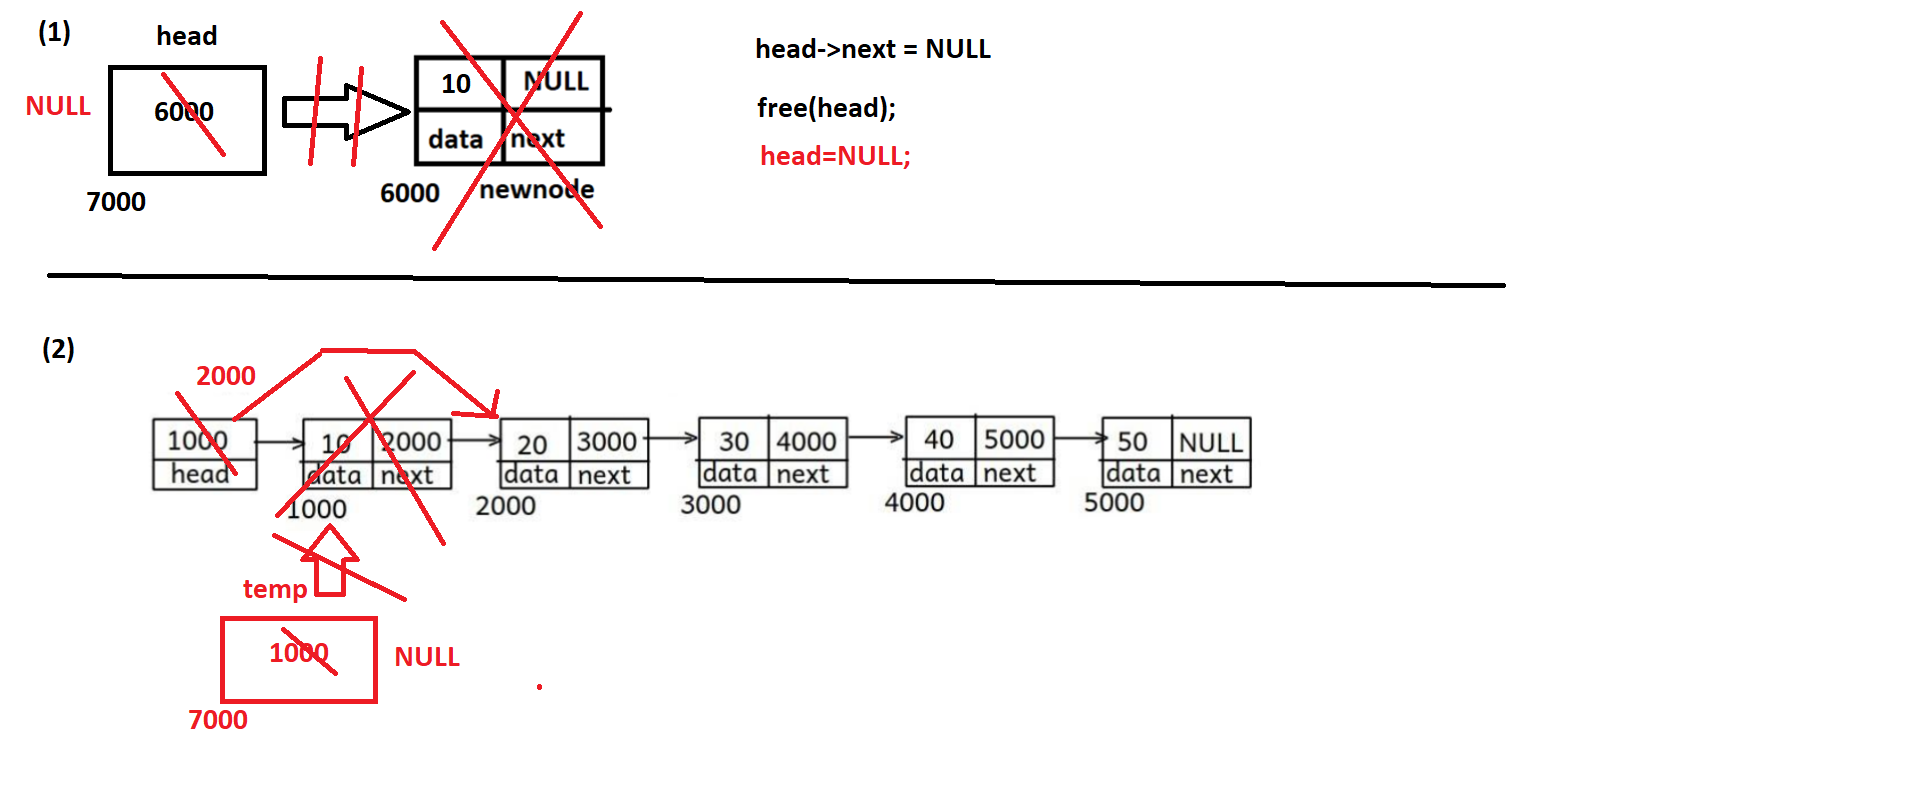 (1)
head
head->next = NULL
10 NULL
NULL 6000
free(head);
data next
head=NULL;
6000 newnode
7000
(2)
2000
1000 10 2000 20 3000 30 4000 40 5000 50 NULL
head data next data next data next data next data next
1000 2000 3000 4000 5000
temp
1000 NULL
7000